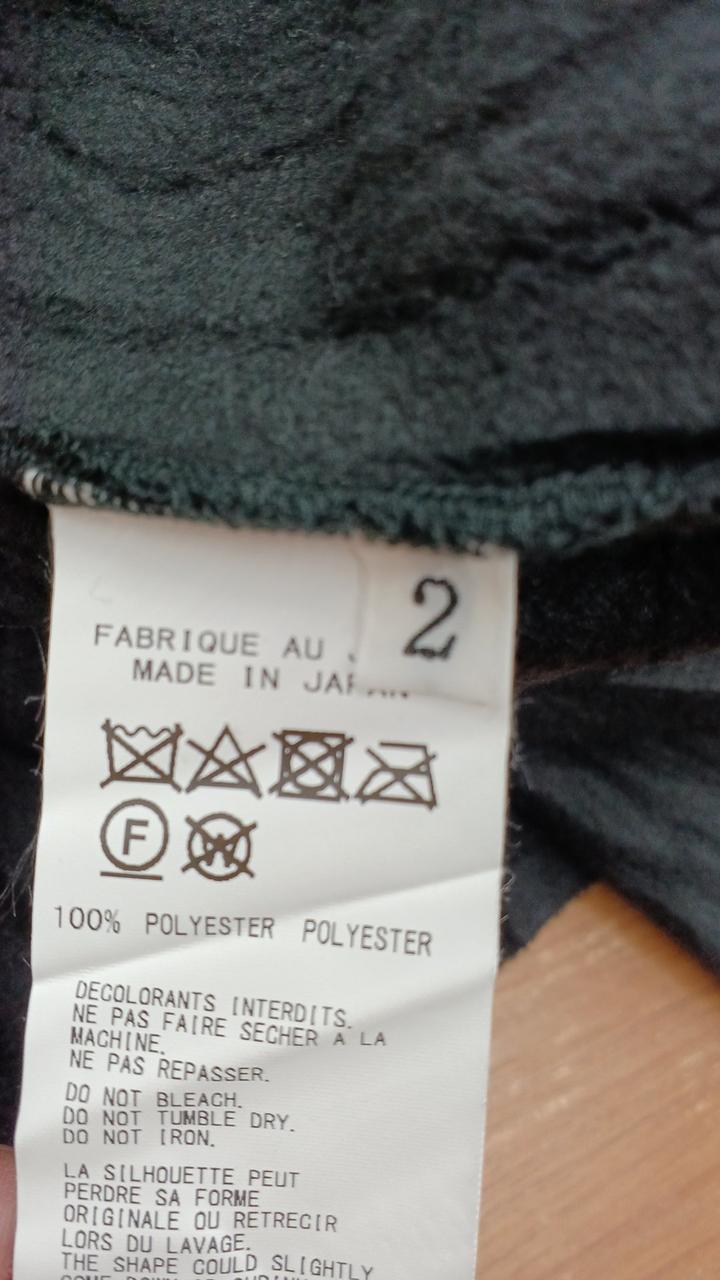 2
FABRIQUE AU
MADE IN
F
W
100% POLYESTER POLYESTER
DECOLORANTS INTERDITS.
NE PAS FAIRE SECHER A LA
MACHINE.
NE PAS REPASSER.
DO NOT BLEACH.
DO NOT TUMBLE DRY.
DO NOT IRON.
LA SILHOUETTE PEUT
PERDRE SA FORME
ORIGINALE OU RETRECIR
LORS DU LAVAGE.
THE SHAPE COULD SLIGHTLY